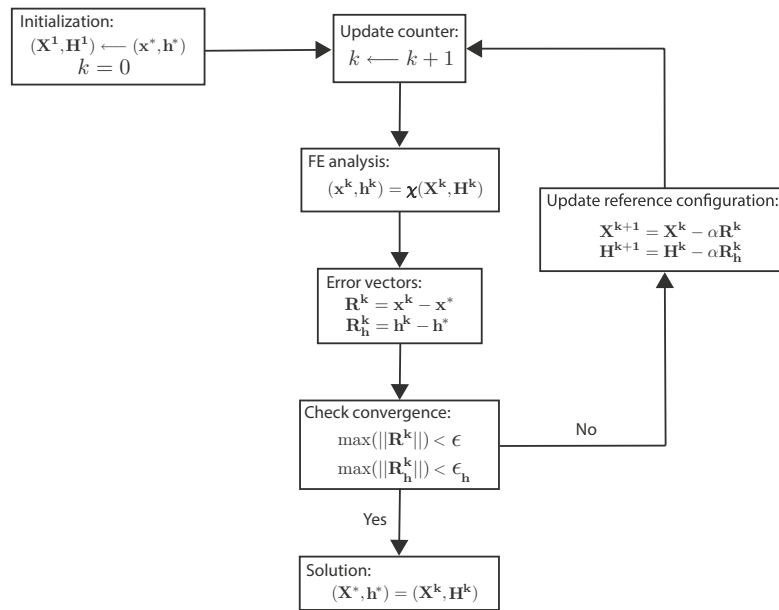 Initialization:
(X¹,H¹) ⟵ (x*,h*)
k = 0
Update counter:
k ⟵ k + 1
FE analysis:
(xᵏ,hᵏ) = χ(Xᵏ,Hᵏ)
Error vectors:
Rᵏ = xᵏ − x*
Rₕᵏ = hᵏ − h*
Check convergence:
max(||Rᵏ||) < ϵ
max(||Rₕᵏ||) < ϵₕ
No
Update reference configuration:
Xᵏ⁺¹ = Xᵏ − αRᵏ
Hᵏ⁺¹ = Hᵏ − αRₕᵏ
Yes
Solution:
(X*,h*) = (Xᵏ,Hᵏ)